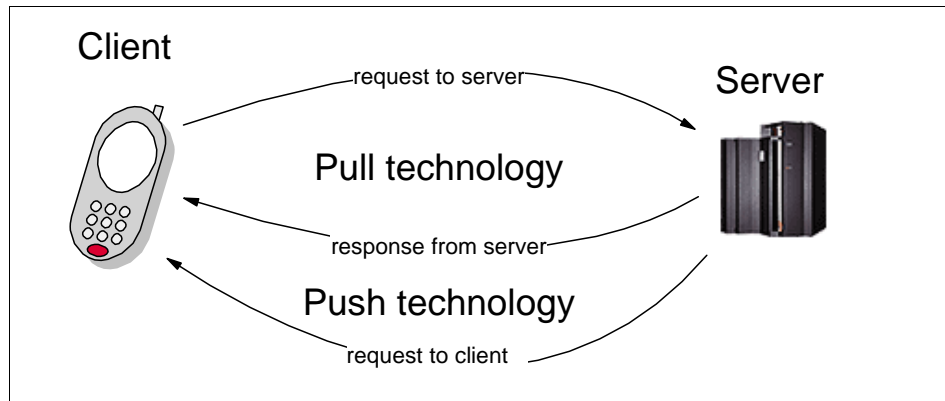 Client
request to server
Server
Pull technology
response from server
Push technology
request to client